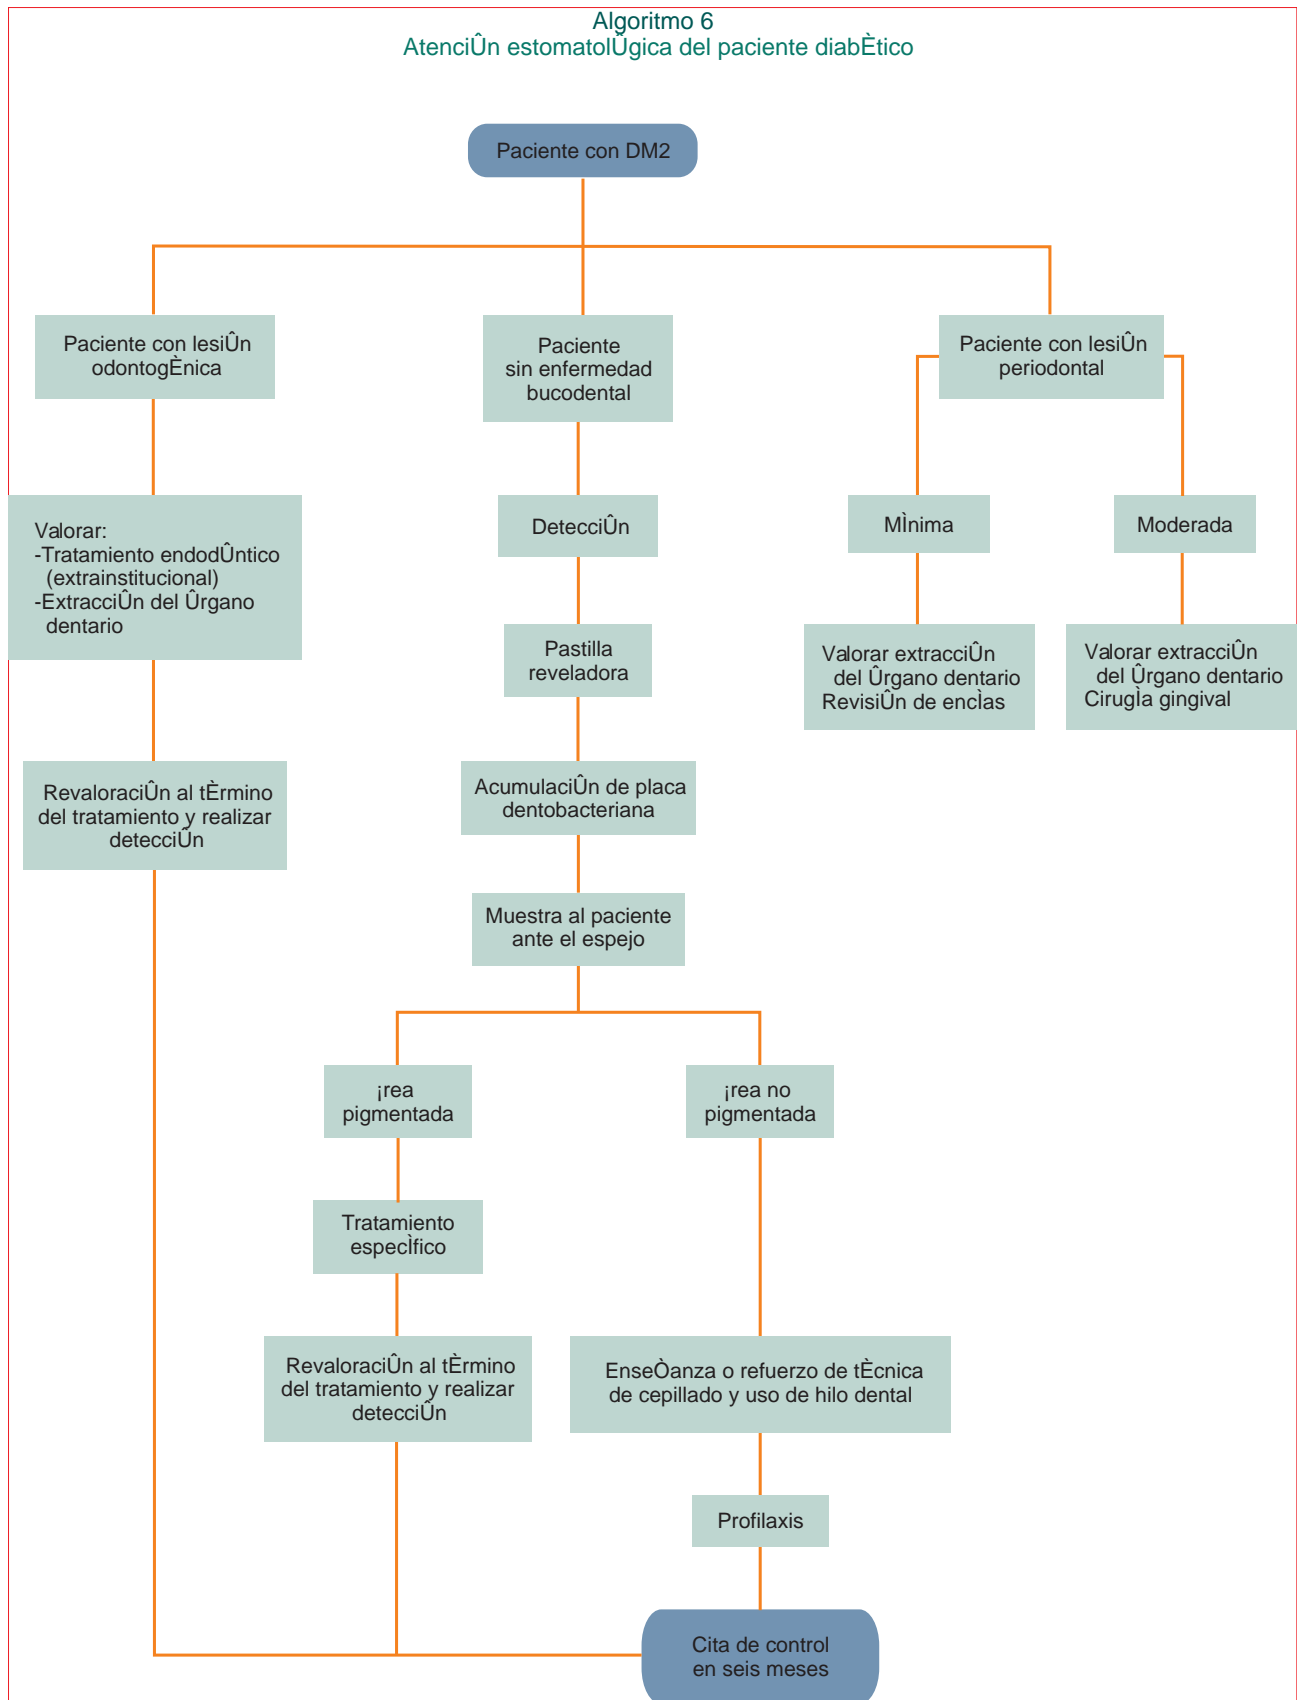 Algoritmo 6
AtenciÛn estomatolÛgica del paciente diabÈtico
Paciente con DM2
Paciente con lesiÛn
odontogÈnica
Paciente
sin enfermedad
bucodental
Paciente con lesiÛn
periodontal
Valorar:
-Tratamiento endodÛntico
(extrainstitucional)
-ExtracciÛn del Ûrgano
dentario
DetecciÛn
MÌnima
Moderada
Pastilla
reveladora
Valorar extracciÛn
del Ûrgano dentario
RevisiÛn de encÌas
Valorar extracciÛn
del Ûrgano dentario
CirugÌa gingival
RevaloraciÛn al tÈrmino
del tratamiento y realizar
detecciÛn
AcumulaciÛn de placa
dentobacteriana
Muestra al paciente
ante el espejo
¡rea
pigmentada
¡rea no
pigmentada
Tratamiento
especÌfico
RevaloraciÛn al tÈrmino
del tratamiento y realizar
detecciÛn
EnseÒanza o refuerzo de tÈcnica
de cepillado y uso de hilo dental
Profilaxis
Cita de control
en seis meses